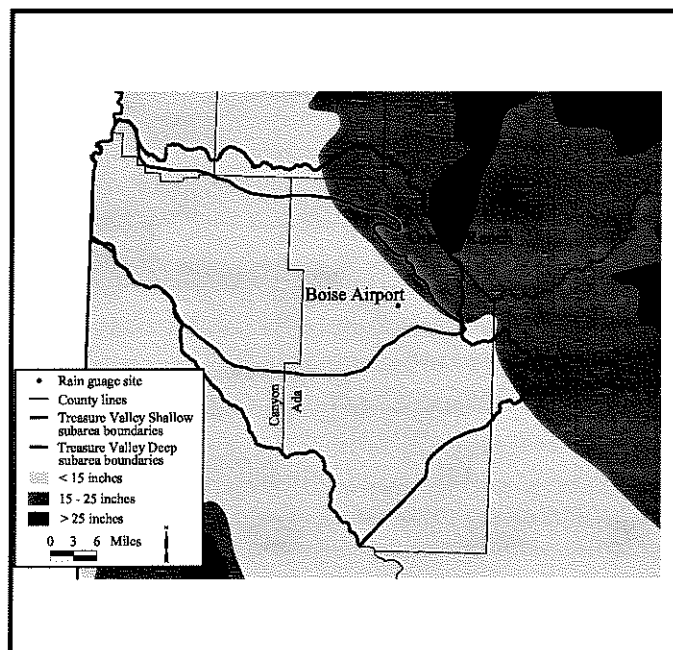 Boise Airport
Canyon
Ada
Rain guage site
County lines
Treasure Valley Shallow
subarea boundaries
Treasure Valley Deep
subarea boundaries
< 15 inches
15 - 25 inches
> 25 inches
0 3 6 Miles